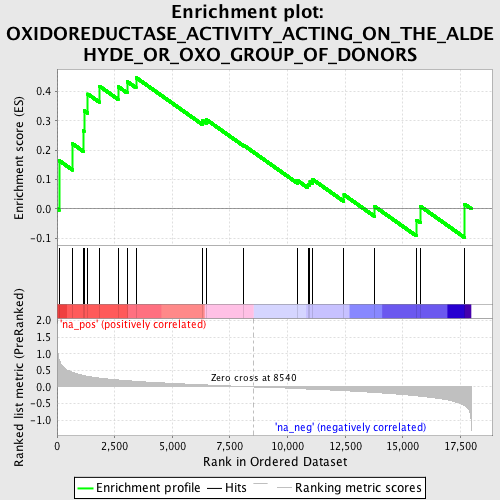 Enrichment plot:
OXIDOREDUCTASE_ACTIVITY_ACTING_ON_THE_ALDE
HYDE_OR_OXO_GROUP_OF_DONORS
Enrichment score (ES)
0.4
0.3
0.2
0.1
0.0
-0.1
'na_pos' (positively correlated)
Ranked list metric (PreRanked)
2.0
1.5
1.0
0.5
0.0
-0.5
-1.0
Zero cross at 8540
'na_neg' (negatively correlated)
0 2,500 5,000 7,500 10,000 12,500 15,000 17,500
Rank in Ordered Dataset
Enrichment profile Hits Ranking metric scores